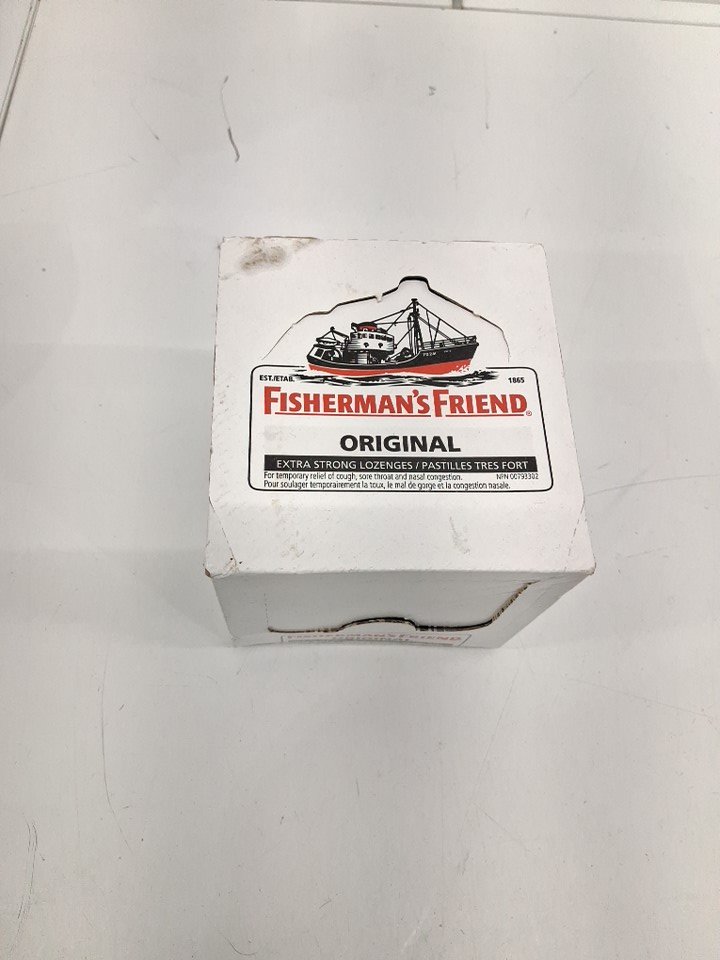 EST./ETAB. 1865
FISHERMAN'S FRIEND®
ORIGINAL
EXTRA STRONG LOZENGES / PASTILLES TRES FORT
For temporary relief of cough, sore throat and nasal congestion. NPN 00793302
Pour soulager temporairement la toux, le mal de gorge et la congestion nasale.
FISHERMAN'S FRIEND
ORIGINAL